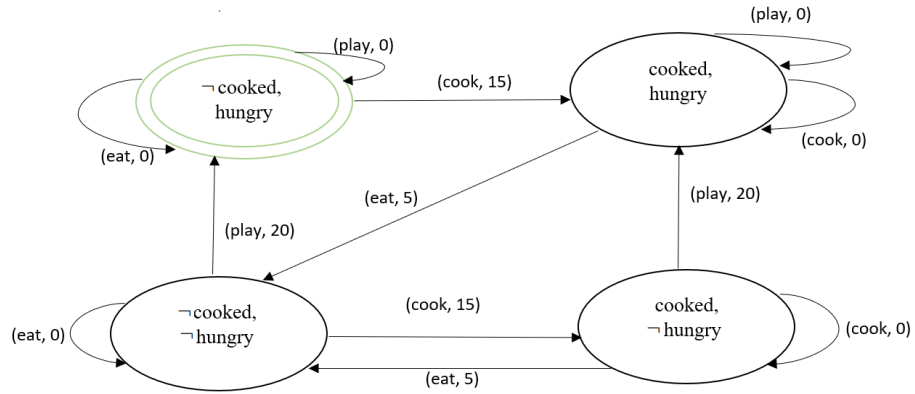 (play, 0)
(play, 0)
¬cooked,
hungry
(cook, 15)
cooked,
hungry
(cook, 0)
(eat, 0)
(eat, 5)
(play, 20)
(play, 20)
¬cooked,
¬hungry
(cook, 15)
cooked,
¬hungry
(eat, 0)
(cook, 0)
(eat, 5)